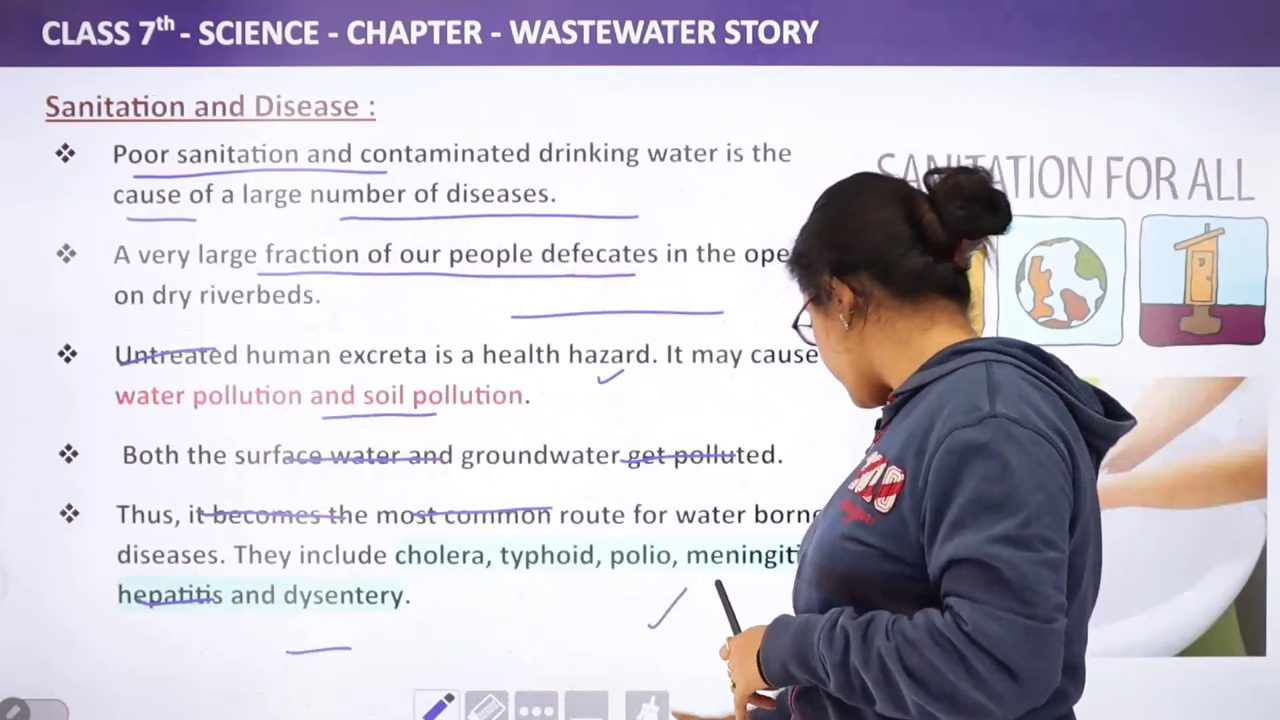 CLASS 7th - SCIENCE - CHAPTER - WASTEWATER STORY
Sanitation and Disease :
❖ Poor sanitation and contaminated drinking water is the
cause of a large number of diseases.
SANITATION FOR ALL
❖ A very large fraction of our people defecates in the ope
on dry riverbeds.
❖ Untreated human excreta is a health hazard. It may cause
water pollution and soil pollution.
❖ Both the surface water and groundwater get polluted.
❖ Thus, it becomes the most common route for water borne
diseases. They include cholera, typhoid, polio, meningiti
hepatitis and dysentery.